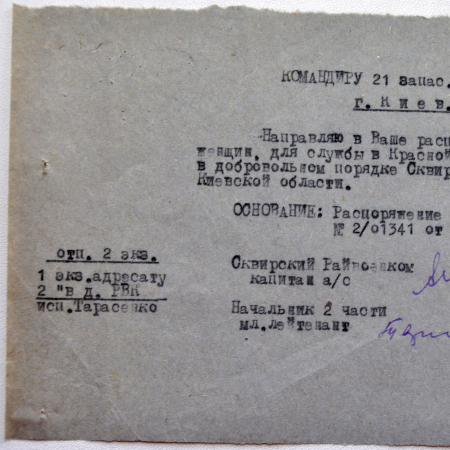 КОМАНДИРУ 21 запас.
г. Киев.
Направляю в Ваше расп
женщин, для службы в Красной
в добровольном порядке Сквир
Киевской области.
ОСНОВАНИЕ: Распоряжение
№ 2/01341 от
отп. 2 экз.
1 экз.адресату
2 "в д. РВК
исп.Тарасенко
Сквирский Райвоенком
капитан а/с
Начальник 2 части
мл.лейтенант